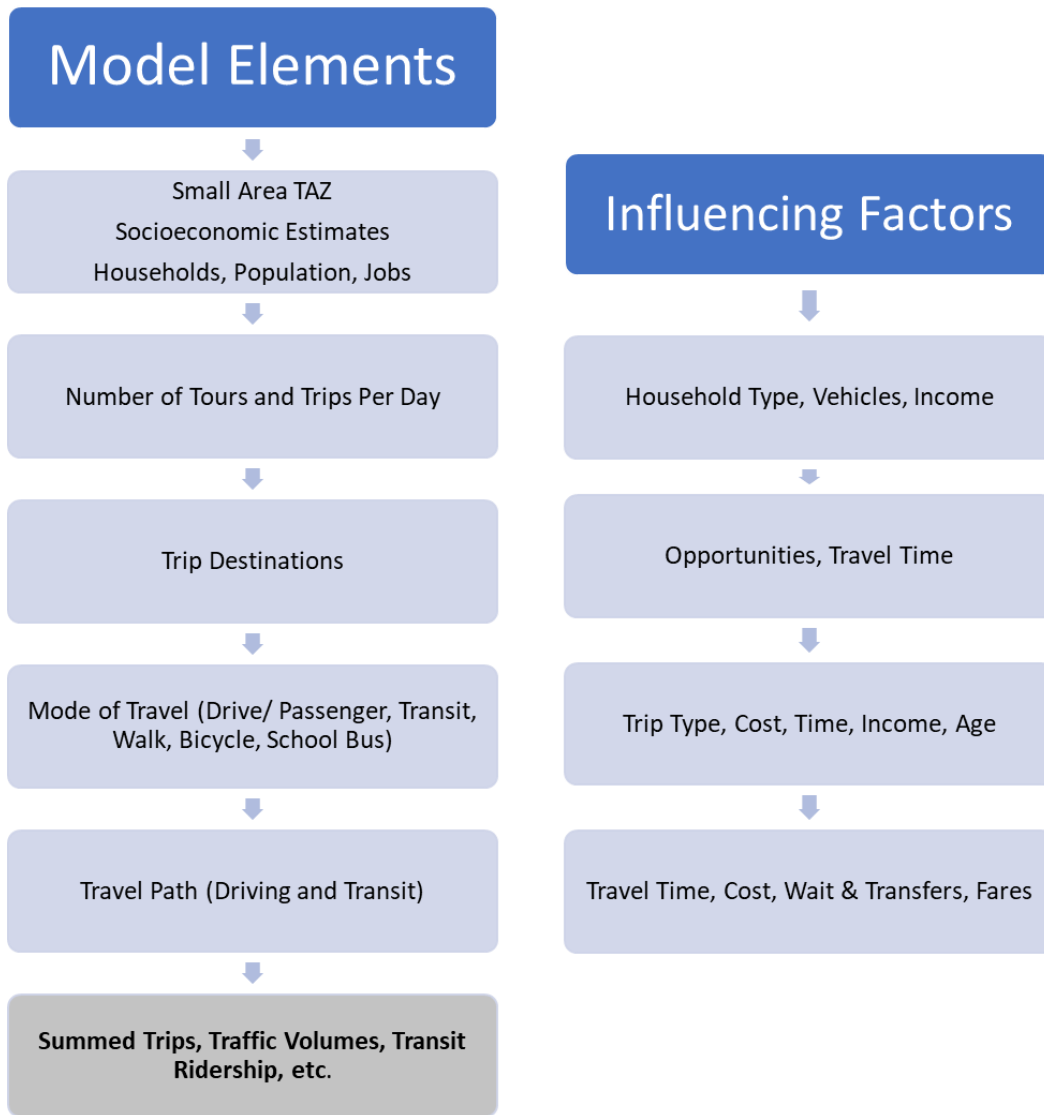 Model Elements
Small Area TAZ
Socioeconomic Estimates
Households, Population, Jobs
Number of Tours and Trips Per Day
Trip Destinations
Mode of Travel (Drive/ Passenger, Transit,
Walk, Bicycle, School Bus)
Travel Path (Driving and Transit)
Summed Trips, Traffic Volumes, Transit
Ridership, etc.
Influencing Factors
Household Type, Vehicles, Income
Opportunities, Travel Time
Trip Type, Cost, Time, Income, Age
Travel Time, Cost, Wait & Transfers, Fares